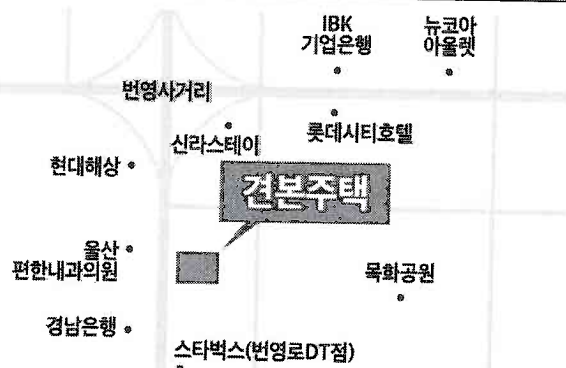 IBK
기업은행
뉴코아
아울렛
번영사거리
신라스테이
롯데시티호텔
현대해상
견본주택
울산
편한내과의원
목화공원
경남은행
스타벅스(번영로DT점)